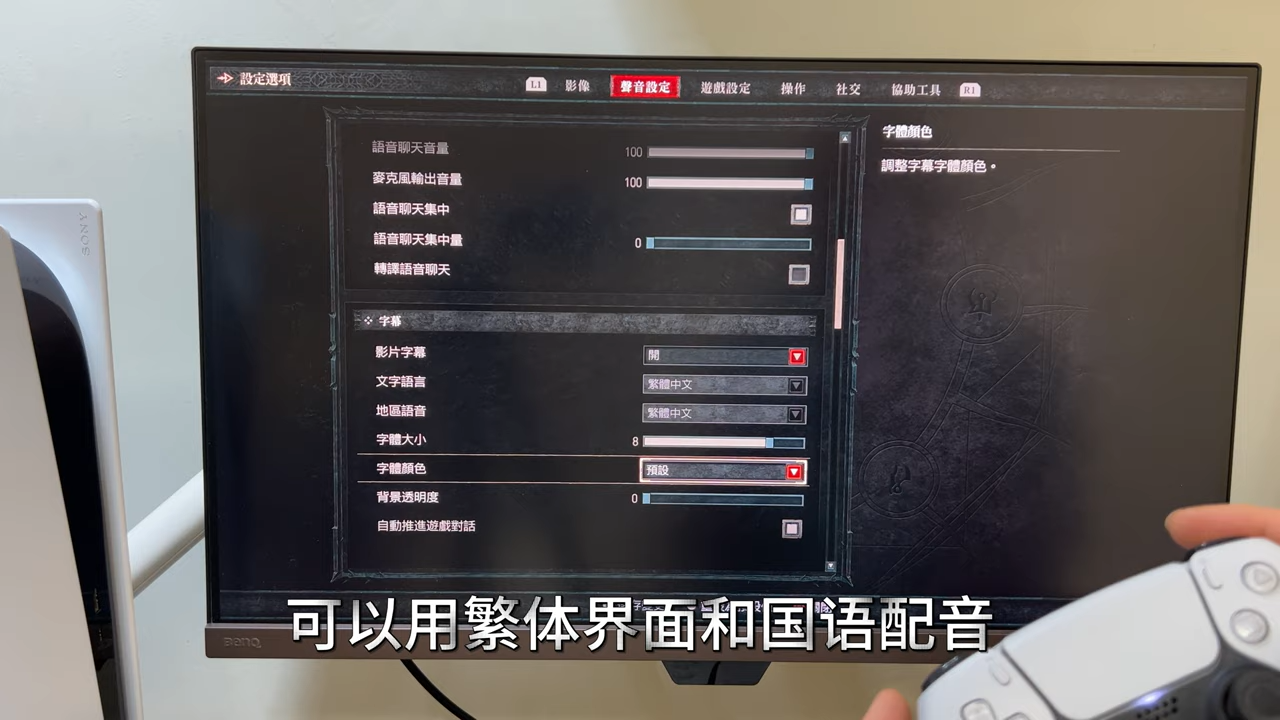 設定選項
L1 影像 聲音設定 遊戲設定 操作 社交 協助工具 R1
語音聊天音量 100
麥克風輸出音量 100
語音聊天集中
語音聊天集中量 0
轉譯語音聊天
字幕
影片字幕 開
文字語言 繁體中文
地區語音 繁體中文
字體大小 8
字體顏色 預設
背景透明度 0
自動推進遊戲對話
字體顏色
調整字幕字體顏色。
SONY
BenQ
可以用繁体界面和国语配音